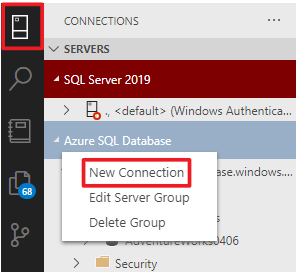 CONNECTIONS
SERVERS
SQL Server 2019
., <default> (Windows Authentica
Azure SQL Database
New Connection
base.windows.
Edit Server Group
Delete Group
68
AdventureWorks0406
Security